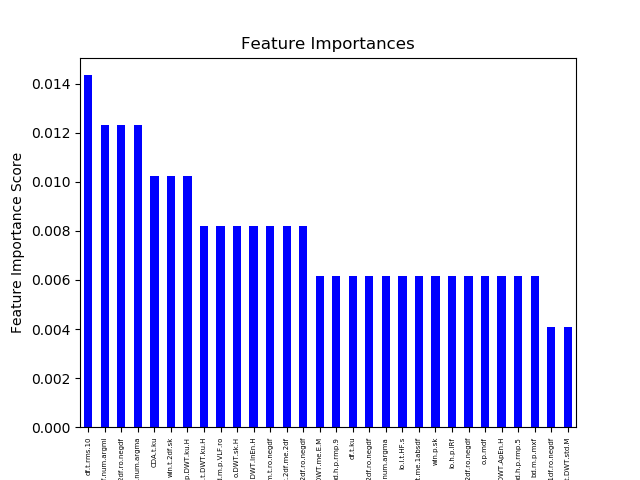 Feature Importances
Feature Importance Score
0.014
0.012
0.010
0.008
0.006
0.004
0.002
0.000
df.t.rms.10
f.num.argmi
2df.ro.negdf
.num.argma
CDA.t.ku
win.t.2df.sk
p.DWT.ku.H
.t.DWT.ku.H
l.m.p.VLF.ro
o.DWT.sk.H
DWT.inEn.H
n.t.ro.negdf
.2df.me.2df
2df.ro.negdf
DWT.me.E.M
d.h.p.rmp.9
df.t.ku
2df.ro.negdf
.num.argma
lo.l.t.HF.s
t.me.1absdf
win.p.sk
lo.h.p.IRf
2df.ro.negdf
o.p.mdf
DWT.ApEn.H
d.h.p.rmp.5
bd.m.p.mxf
1df.ro.negdf
t.DWT.std.M